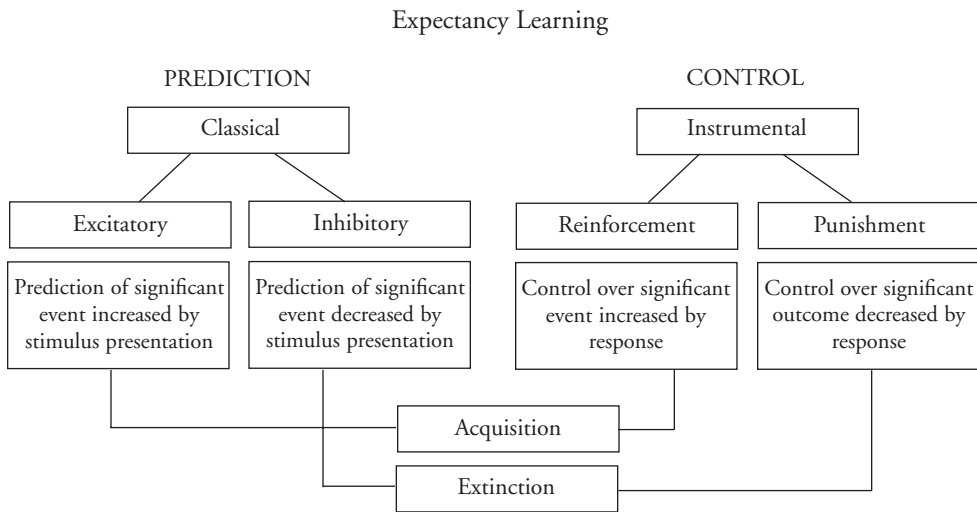 Expectancy Learning
PREDICTION
CONTROL
Classical
Instrumental
Excitatory
Inhibitory
Reinforcement
Punishment
Prediction of significant
event increased by
stimulus presentation
Prediction of significant
event decreased by
stimulus presentation
Control over significant
event increased by
response
Control over significant
outcome decreased by
response
Acquisition
Extinction